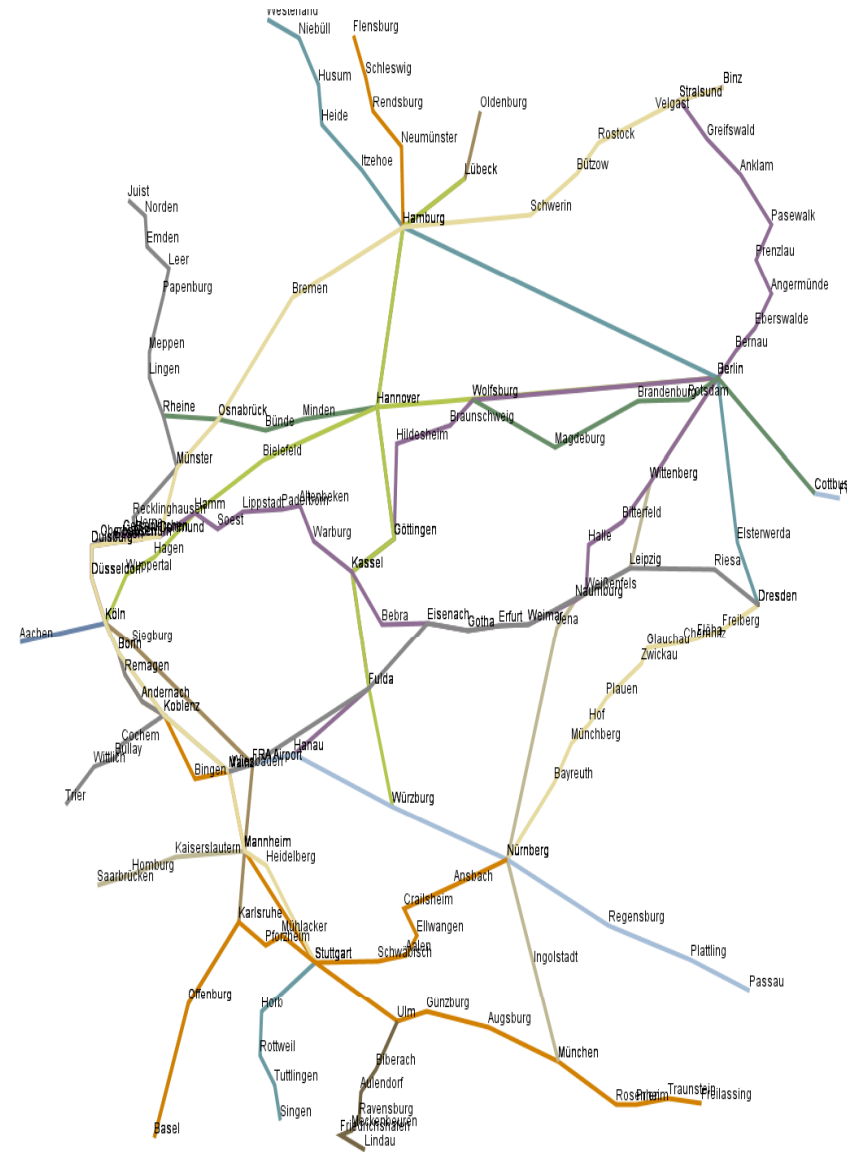 Westerland
Niebüll
Flensburg
Husum
Schleswig
Binz
Stralsund
Velgast
Heide
Rendsburg
Oldenburg
Greifswald
Neumünster
Rostock
Itzehoe
Lübeck
Bützow
Anklam
Juist
Norden
Schwerin
Hamburg
Pasewalk
Emden
Leer
Prenzlau
Papenburg
Bremen
Angermünde
Eberswalde
Bernau
Meppen
Lingen
Berlin
Rheine
Osnabrück
Minden
Bünde
Hannover
Wolfsburg
Brandenburg
Potsdam
Braunschweig
Hildesheim
Magdeburg
Münster
Bielefeld
Wittenberg
Cottbus
Recklinghausen
Hamm
Lippstadt
Paderborn
Altenbeken
Soest
Bitterfeld
Herne
Duisburg
Hagen
Warburg
Göttingen
Halle
Elsterwerda
Düsseldorf
Wuppertal
Kassel
Leipzig
Riesa
Weißenfels
Naumburg
Dresden
Köln
Bebra
Eisenach
Gotha
Erfurt
Weimar
Jena
Aachen
Siegburg
Bonn
Freiberg
Flöha
Chemnitz
Glauchau
Zwickau
Remagen
Andernach
Koblenz
Fulda
Plauen
Hof
Münchberg
Cochem
Bullay
Wittlich
Hanau
FRA Airport
Wiesbaden
Mainz
Bingen
Bayreuth
Trier
Würzburg
Mannheim
Kaiserslautern
Heidelberg
Homburg
Saarbrücken
Nürnberg
Ansbach
Crailsheim
Karlsruhe
Mühlacker
Pforzheim
Ellwangen
Aalen
Schwäbisch
Stuttgart
Regensburg
Ingolstadt
Plattling
Passau
Offenburg
Horb
Ulm
Gunzburg
Augsburg
Rottweil
Tuttlingen
Singen
Biberach
Aulendorf
Ravensburg
Meckenbeuren
Friedrichshafen
Lindau
München
Rosenheim
Prien
Traunstein
Freilassing
Basel